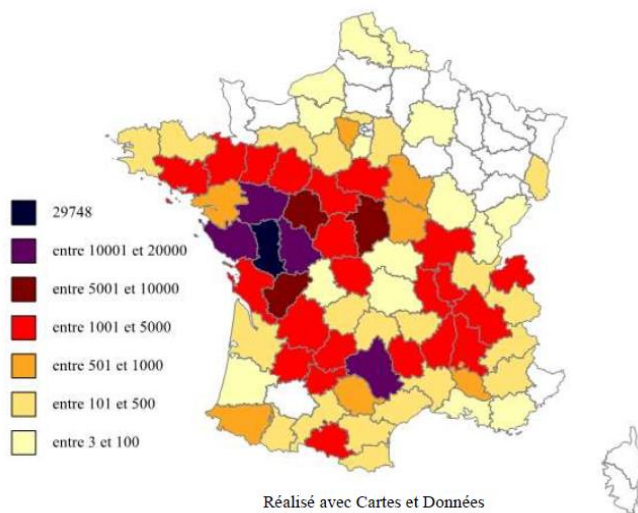 29748
entre 10001 et 20000
entre 5001 et 10000
entre 1001 et 5000
entre 501 et 1000
entre 101 et 500
entre 3 et 100
Réalisé avec Cartes et Données